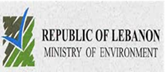 REPUBLIC OF LEBANON
MINISTRY OF ENVIRONMENT